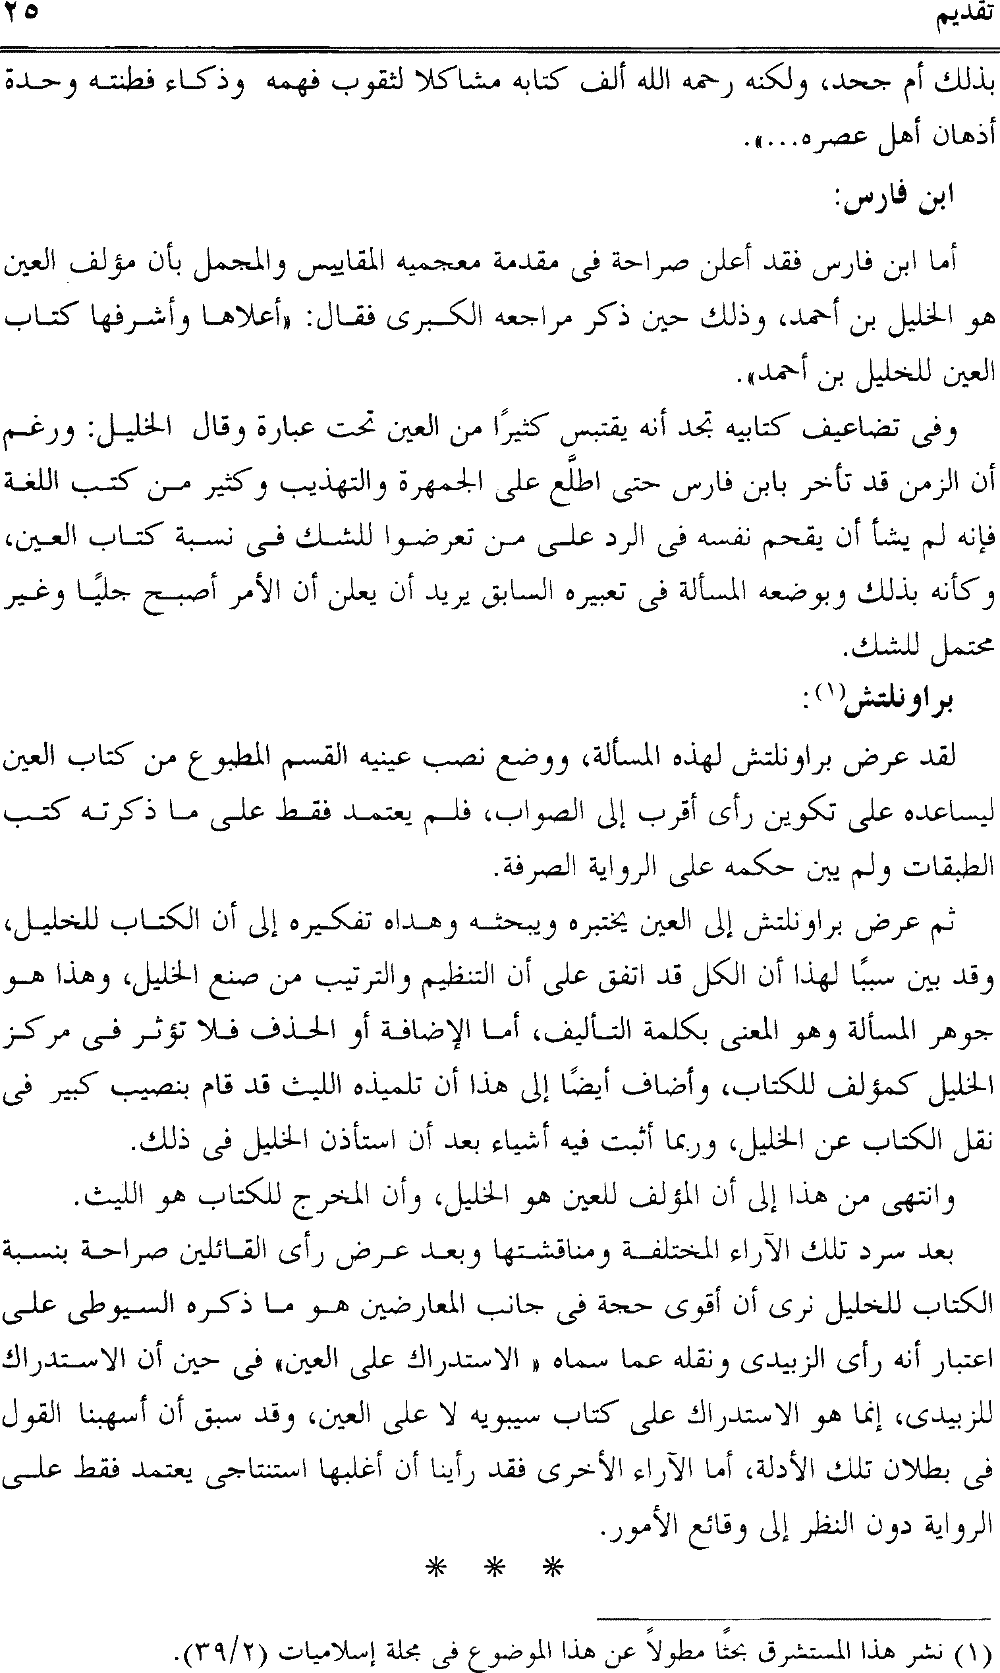 تقديم ٢٥
بذلك أم جحد، ولكنه رحمه الله ألف كتابه مشاكلا لثقوب فهمه وذكاء فطنته وحدة
أذهان أهل عصره...».
ابن فارس:
أما ابن فارس فقد أعلن صراحة فى مقدمة معجميه المقاييس والمجمل بأن مؤلف العين
هو الخليل بن أحمد، وذلك حين ذكر مراجعه الكبرى فقال: «أعلاها وأشرفها كتاب
العين للخليل بن أحمد».
وفى تضاعيف كتابيه تجد أنه يقتبس كثيرًا من العين تحت عبارة وقال الخليل: ورغم
أن الزمن قد تأخر بابن فارس حتى اطلَّع على الجمهرة والتهذيب وكثير من كتب اللغة
فإنه لم يشأ أن يقحم نفسه فى الرد على من تعرضوا للشك فى نسبة كتاب العين،
وكأنه بذلك وبوضعه المسألة فى تعبيره السابق يريد أن يعلن أن الأمر أصبح جليًا وغير
محتمل للشك.
براونلتش(١):
لقد عرض براونلتش لهذه المسألة، ووضع نصب عينيه القسم المطبوع من كتاب العين
ليساعده على تكوين رأى أقرب إلى الصواب، فلم يعتمد فقط على ما ذكرته كتب
الطبقات ولم يبن حكمه على الرواية الصرفة.
ثم عرض براونلتش إلى العين يختبره ويبحثه وهداه تفكيره إلى أن الكتاب للخليل،
وقد بين سببًا لهذا أن الكل قد اتفق على أن التنظيم والترتيب من صنع الخليل، وهذا هو
جوهر المسألة وهو المعنى بكلمة التأليف، أما الإضافة أو الحذف فلا تؤثر فى مركز
الخليل كمؤلف للكتاب، وأضاف أيضًا إلى هذا أن تلميذه الليث قد قام بنصيب كبير فى
نقل الكتاب عن الخليل، وربما أثبت فيه أشياء بعد أن استأذن الخليل فى ذلك.
وانتهى من هذا إلى أن المؤلف للعين هو الخليل، وأن المخرج للكتاب هو الليث.
بعد سرد تلك الآراء المختلفة ومناقشتها وبعد عرض رأى القائلين صراحة بنسبة
الكتاب للخليل نرى أن أقوى حجة فى جانب المعارضين هو ما ذكره السيوطى على
اعتبار أنه رأى الزبيدى ونقله عما سماه « الاستدراك على العين» فى حين أن الاستدراك
للزبيدى، إنما هو الاستدراك على كتاب سيبويه لا على العين، وقد سبق أن أسهبنا القول
فى بطلان تلك الأدلة، أما الآراء الأخرى فقد رأينا أن أغلبها استنتاجى يعتمد فقط على
الرواية دون النظر إلى وقائع الأمور.
* * *
(١) نشر هذا المستشرق بحثًا مطولاً عن هذا الموضوع فى مجلة إسلاميات (٣٩/٢).